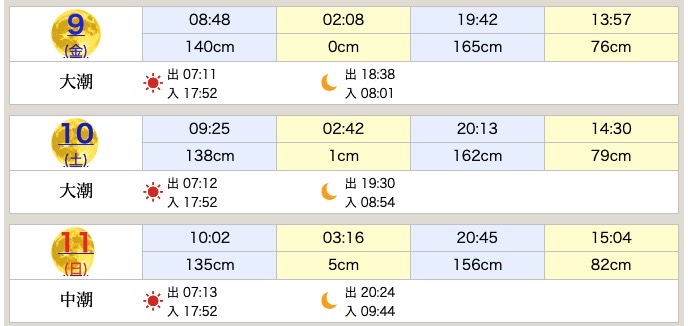 9 08:48 02:08 19:42 13:57
(金) 140cm 0cm 165cm 76cm
大潮 出 07:11 出 18:38
入 17:52 入 08:01
10 09:25 02:42 20:13 14:30
(土) 138cm 1cm 162cm 79cm
大潮 出 07:12 出 19:30
入 17:52 入 08:54
11 10:02 03:16 20:45 15:04
(日) 135cm 5cm 156cm 82cm
中潮 出 07:13 出 20:24
入 17:52 入 09:44